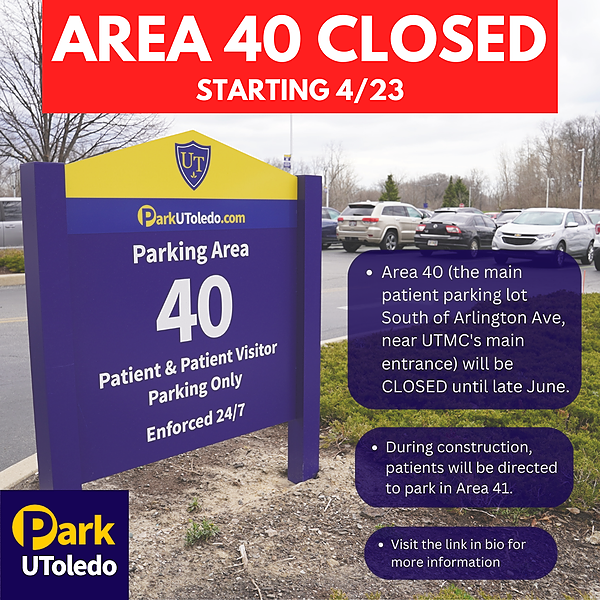 AREA 40 CLOSED
STARTING 4/23
UT
ParkUToledo.com
Parking Area
40
Patient & Patient Visitor
Parking Only
Enforced 24/7
• Area 40 (the main
patient parking lot
South of Arlington Ave,
near UTMC's main
entrance) will be
CLOSED until late June.
• During construction,
patients will be directed
to park in Area 41.
• Visit the link in bio for
more information
Park
UToledo